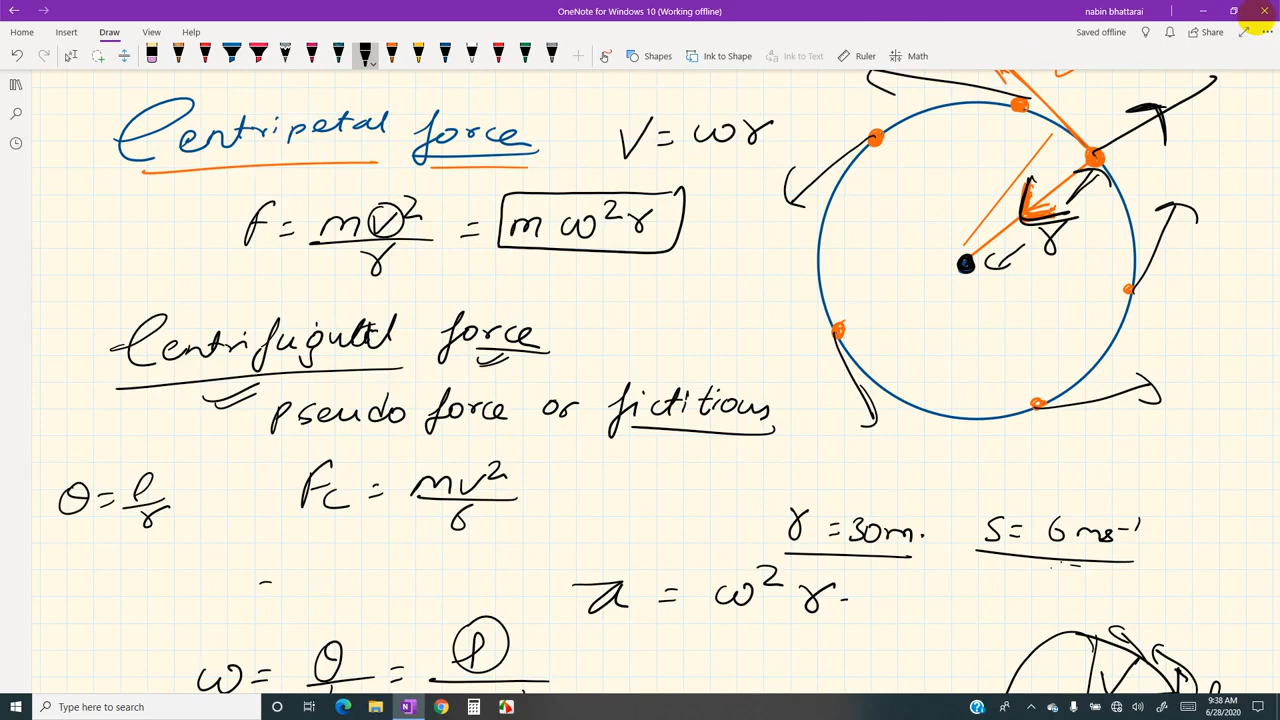 OneNote for Windows 10 (Working offline)
nabin bhattarai
Home Insert Draw View Help
Saved offline Share
Shapes Ink to Shape Ink to Text Ruler Math
Centripetal force V = ωr
F = mv²/r = mω²r
r
Centrifugal force
pseudo force or fictitious
θ = l/r Fc = mv²/r
r = 30m. S = 6 ms⁻¹
a = ω² r
ω = θ = l
Type here to search
9:38 AM
6/28/2020